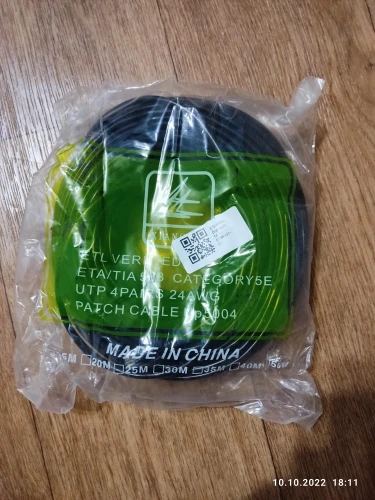 ETL VERIFIED
ETA/TIA 568 CATEGORY5E
UTP 4PAIRS 24AWG
PATCH CABLE
MADE IN CHINA
20M 25M 30M 35M 40M
10.10.2022 18:11